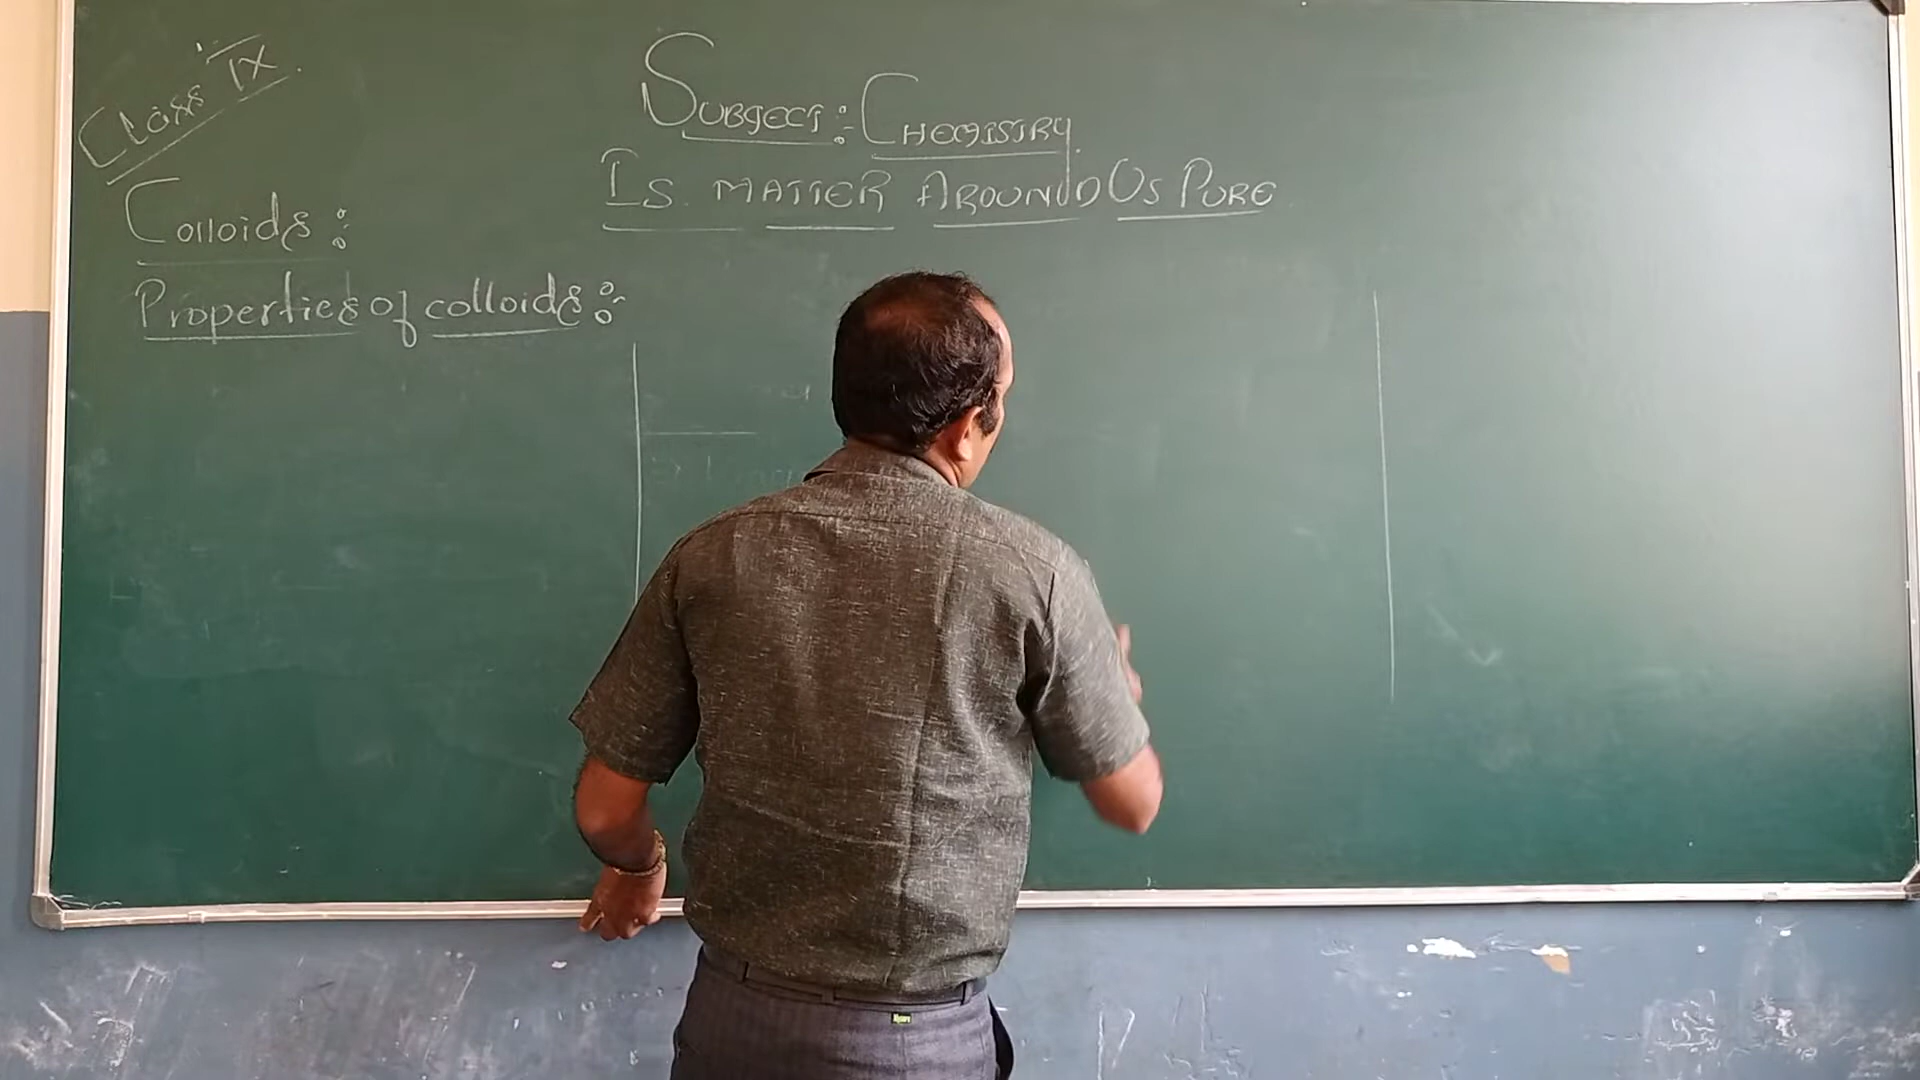 Class IX.
SUBJECT: CHEMISTRY.
IS MATTER AROUND US PURE
Colloids:
Properties of colloids: